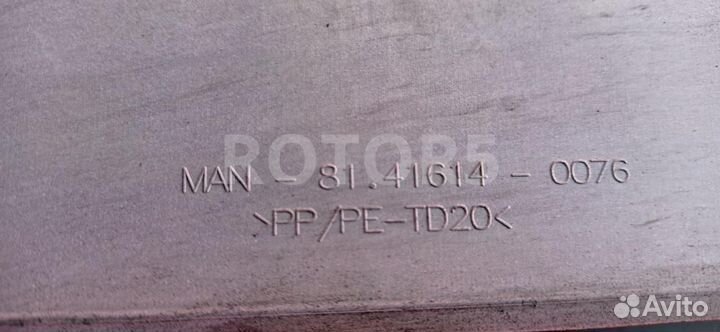 ROTOR5
MAN - 81.41614 - 0076
>PP/PE-TD20<
Avito